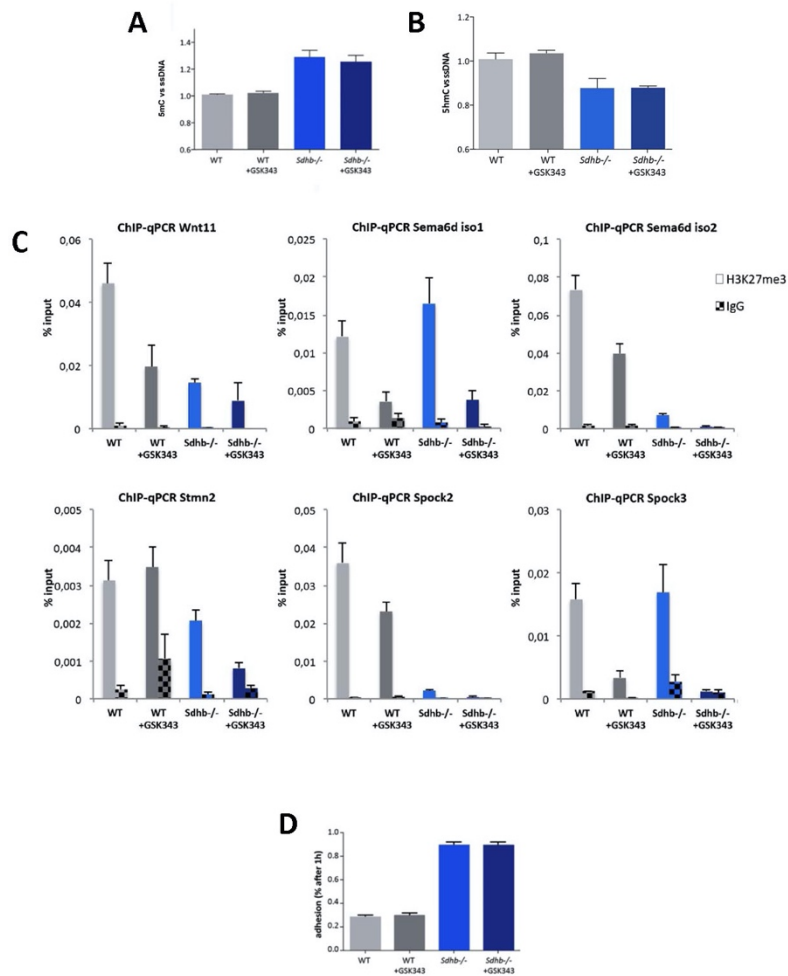 A
5mC vs ssDNA
1.4
1.2
1.0
0.8
0.6
WT
WT
+GSK343
Sdhb-/-
Sdhb-/-
+GSK343
B
5hmC vs ssDNA
1.2
1.0
0.8
0.6
WT
WT
+GSK343
Sdhb-/-
Sdhb-/-
+GSK343
C
ChIP-qPCR Wnt11
% input
0,06
0,04
0,02
0
WT
WT
+GSK343
Sdhb-/-
Sdhb-/-
+GSK343
ChIP-qPCR Sema6d iso1
% input
0,025
0,02
0,015
0,01
0,005
0
WT
WT
+GSK343
Sdhb-/-
Sdhb-/-
+GSK343
ChIP-qPCR Sema6d iso2
% input
0,1
0,08
0,06
0,04
0,02
0
WT
WT
+GSK343
Sdhb-/-
Sdhb-/-
+GSK343
H3K27me3
IgG
ChIP-qPCR Stmn2
% input
0,005
0,004
0,003
0,002
0,001
0
WT
WT
+GSK343
Sdhb-/-
Sdhb-/-
+GSK343
ChIP-qPCR Spock2
% input
0,05
0,04
0,03
0,02
0,01
0
WT
WT
+GSK343
Sdhb-/-
Sdhb-/-
+GSK343
ChIP-qPCR Spock3
% input
0,03
0,02
0,01
0
WT
WT
+GSK343
Sdhb-/-
Sdhb-/-
+GSK343
D
adhesion (% after 1h)
1.0
0.8
0.6
0.4
0.2
0.0
WT
WT
+GSK343
Sdhb-/-
Sdhb-/-
+GSK343